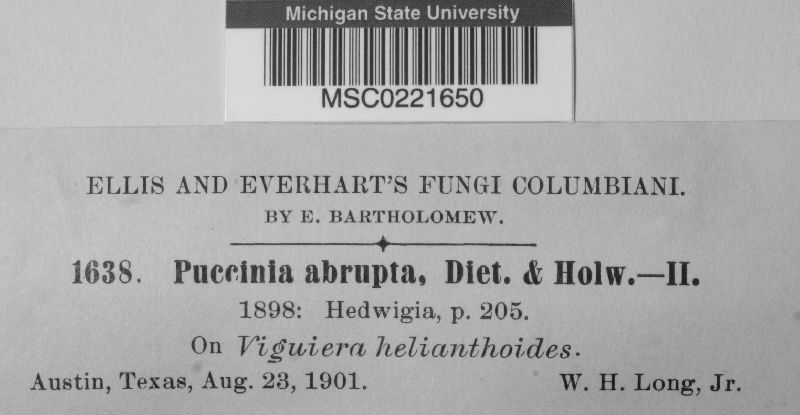 Michigan State University
MSC0221650
ELLIS AND EVERHART'S FUNGI COLUMBIANI.
BY E. BARTHOLOMEW.
1638. Puccinia abrupta, Diet. & Holw.—II.
1898: Hedwigia, p. 205.
On Viguiera helianthoides.
Austin, Texas, Aug. 23, 1901. W. H. Long, Jr.